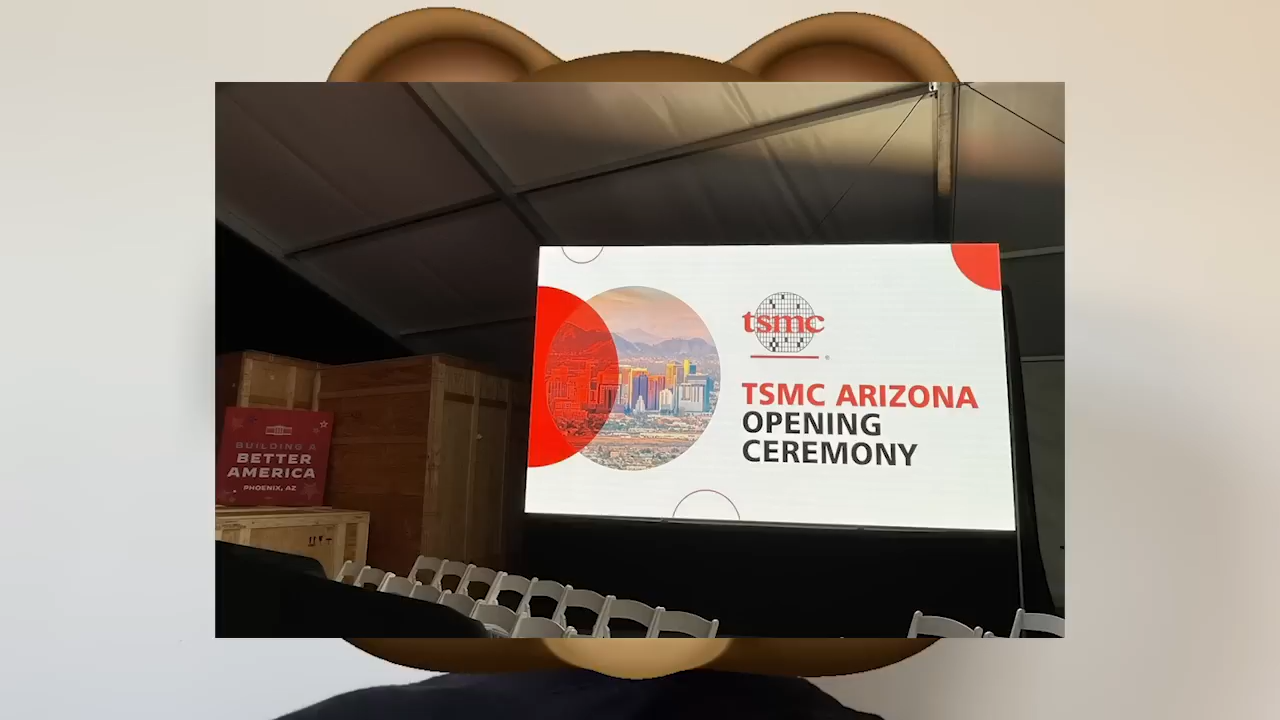 BUILDING A
BETTER
AMERICA
PHOENIX, AZ
tsmc
®
TSMC ARIZONA
OPENING
CEREMONY